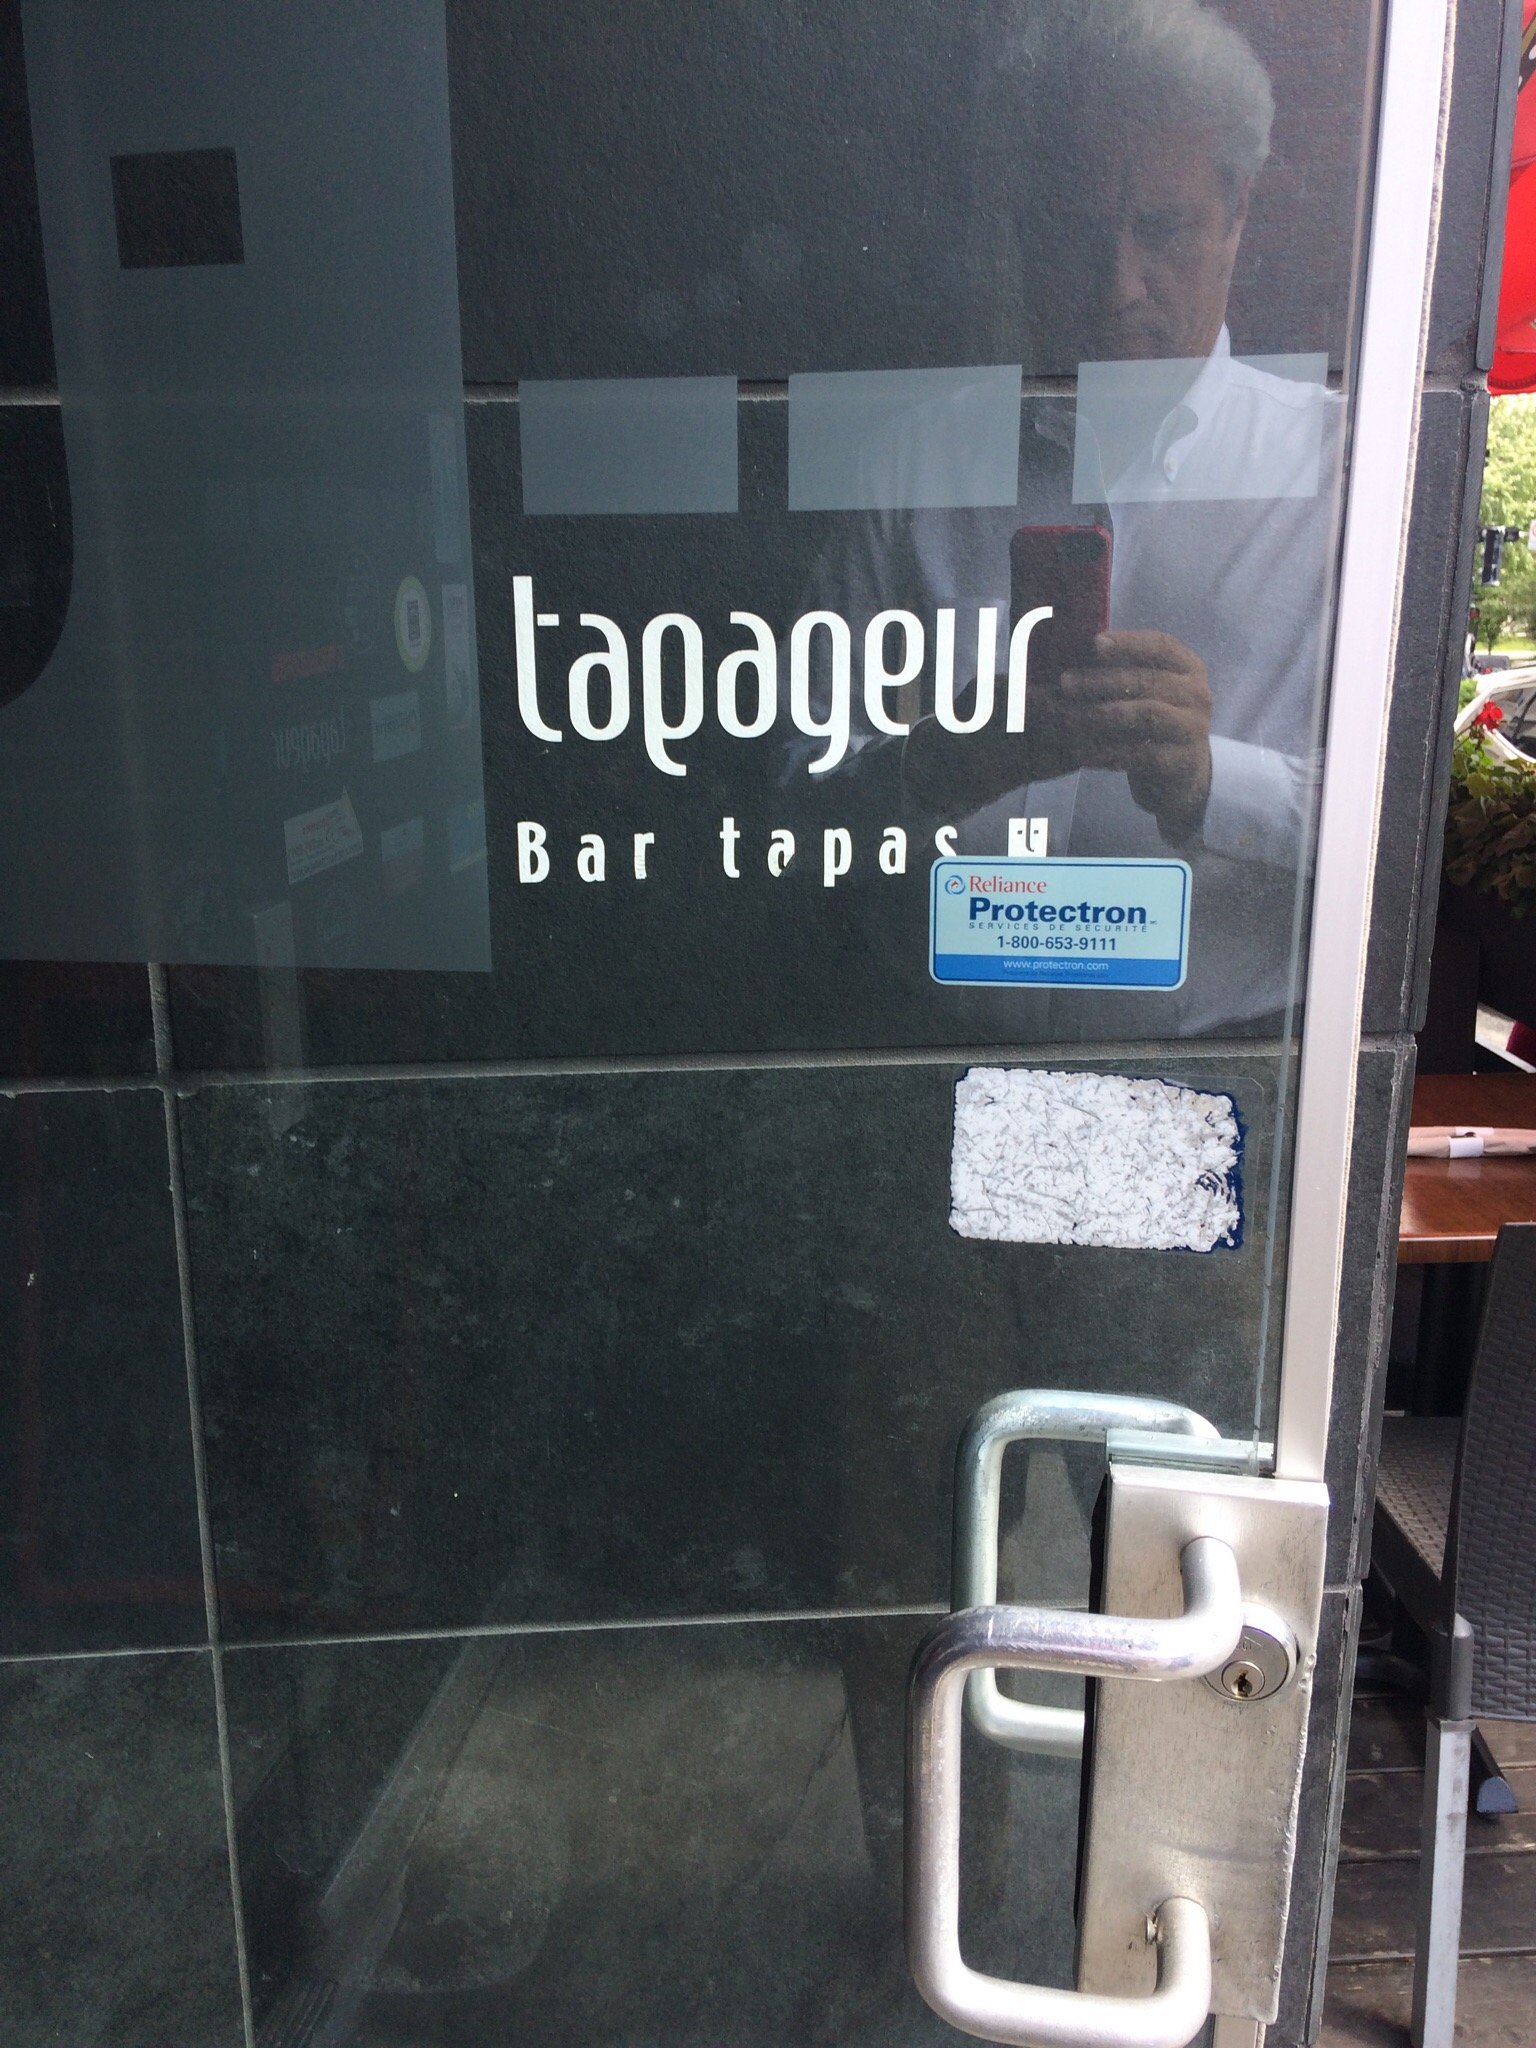 tapageur
Bar tapas
Reliance
Protectron
SERVICES DE SÉCURITÉ
1-800-653-9111
www.protectron.com